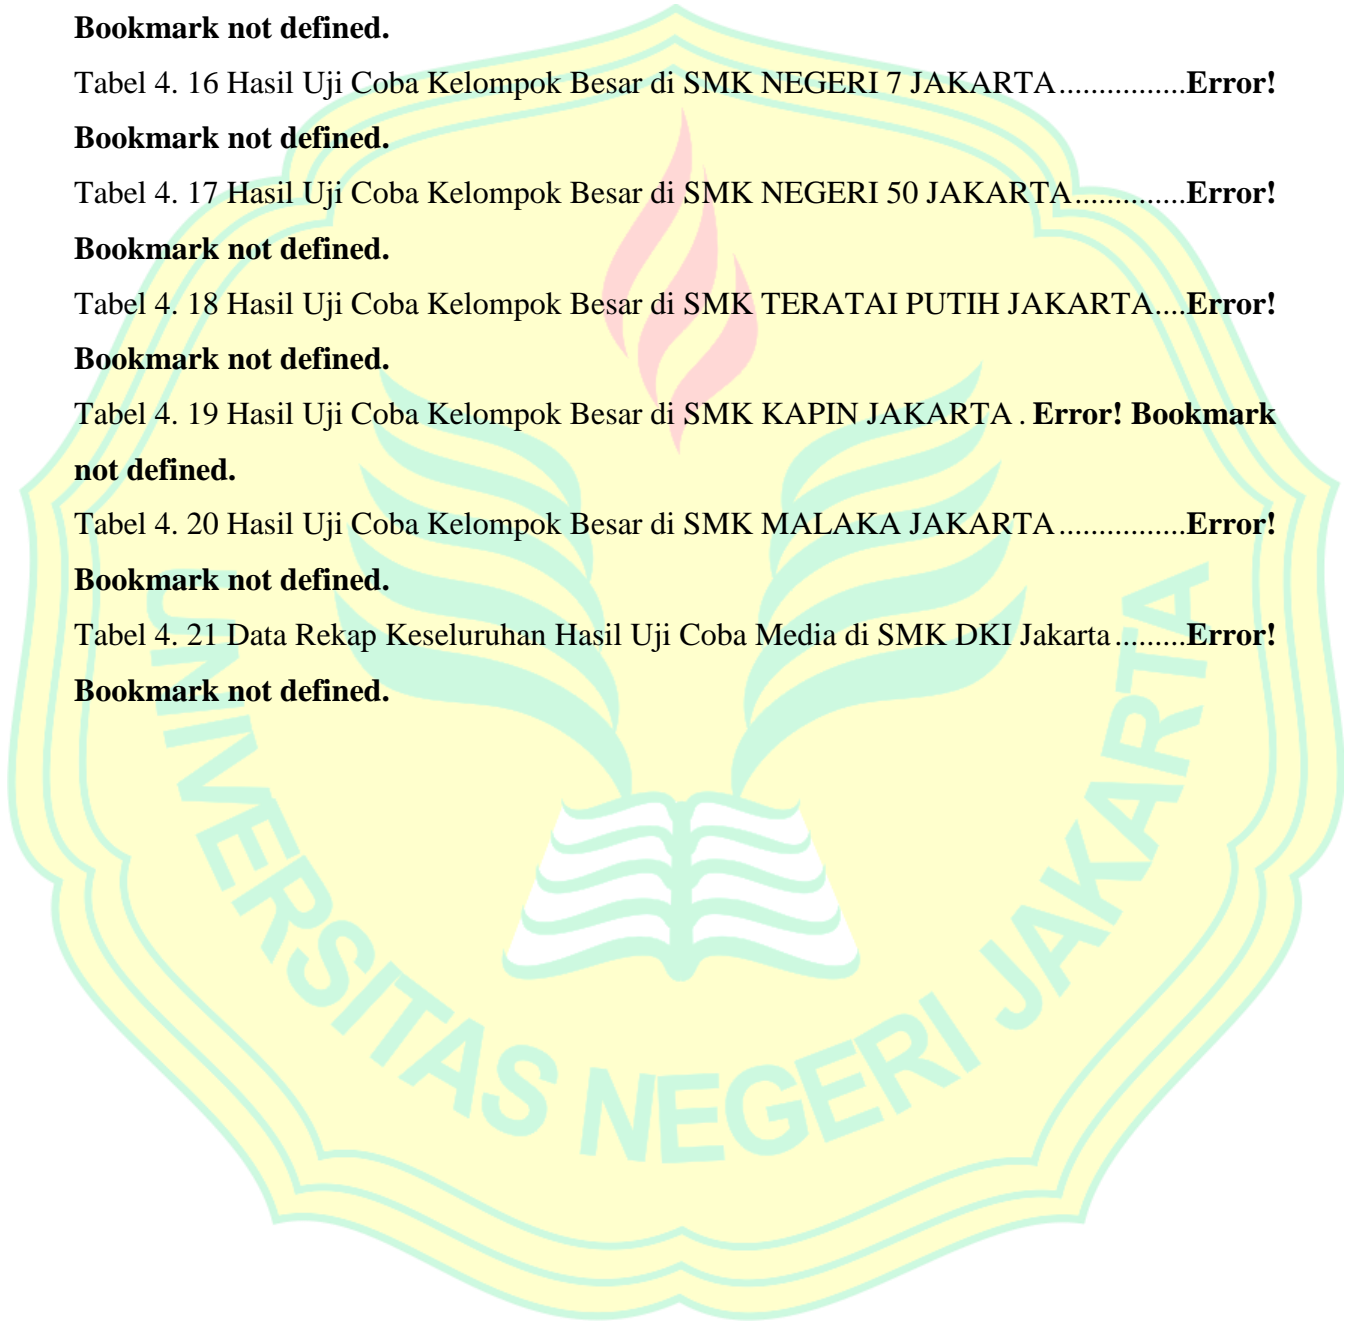 Bookmark not defined.
Tabel 4. 16 Hasil Uji Coba Kelompok Besar di SMK NEGERI 7 JAKARTA................Error!
Bookmark not defined.
Tabel 4. 17 Hasil Uji Coba Kelompok Besar di SMK NEGERI 50 JAKARTA..............Error!
Bookmark not defined.
Tabel 4. 18 Hasil Uji Coba Kelompok Besar di SMK TERATAI PUTIH JAKARTA....Error!
Bookmark not defined.
Tabel 4. 19 Hasil Uji Coba Kelompok Besar di SMK KAPIN JAKARTA . Error! Bookmark
not defined.
Tabel 4. 20 Hasil Uji Coba Kelompok Besar di SMK MALAKA JAKARTA................Error!
Bookmark not defined.
Tabel 4. 21 Data Rekap Keseluruhan Hasil Uji Coba Media di SMK DKI Jakarta.........Error!
Bookmark not defined.
UNIVERSITAS NEGERI JAKARTA